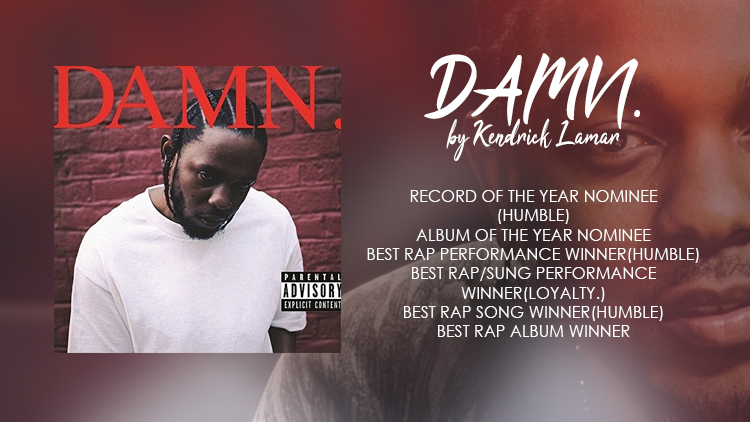 DAMN.
PARENTAL
ADVISORY
EXPLICIT CONTENT
DAMN.
by Kendrick Lamar
RECORD OF THE YEAR NOMINEE
(HUMBLE)
ALBUM OF THE YEAR NOMINEE
BEST RAP PERFORMANCE WINNER(HUMBLE)
BEST RAP/SUNG PERFORMANCE
WINNER(LOYALTY.)
BEST RAP SONG WINNER(HUMBLE)
BEST RAP ALBUM WINNER